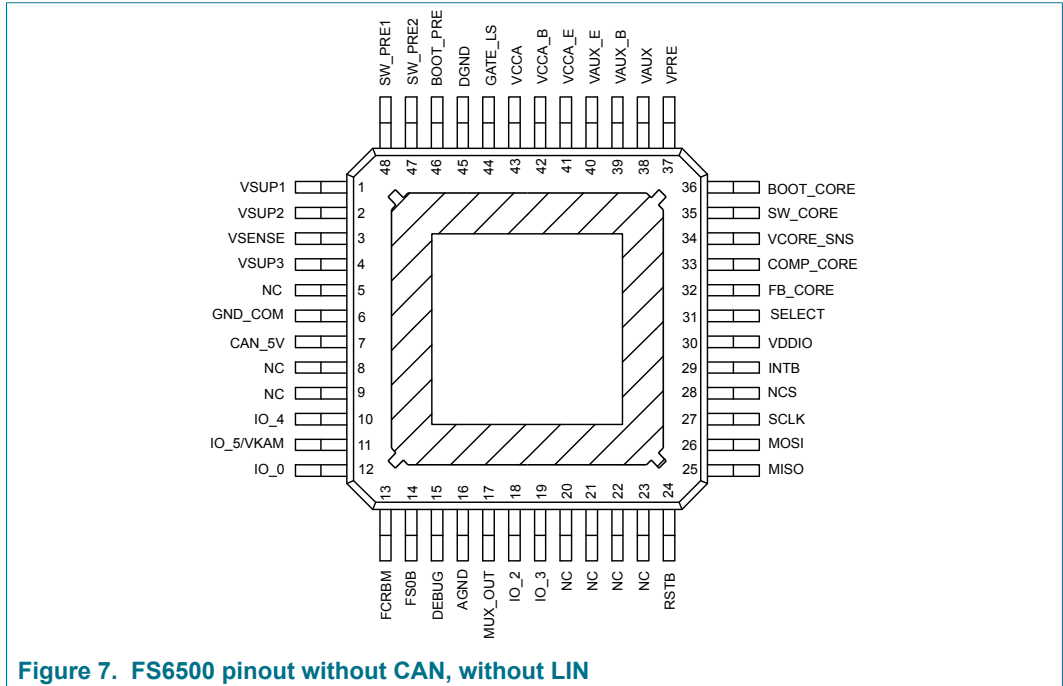 SW_PRE1
SW_PRE2
BOOT_PRE
DGND
GATE_LS
VCCA
VCCA_B
VCCA_E
VAUX_E
VAUX_B
VAUX
VPRE
48
47
46
45
44
43
42
41
40
39
38
37
VSUP1 1
VSUP2 2
VSENSE 3
VSUP3 4
NC 5
GND_COM 6
CAN_5V 7
NC 8
NC 9
IO_4 10
IO_5/VKAM 11
IO_0 12
36 BOOT_CORE
35 SW_CORE
34 VCORE_SNS
33 COMP_CORE
32 FB_CORE
31 SELECT
30 VDDIO
29 INTB
28 NCS
27 SCLK
26 MOSI
25 MISO
13
14
15
16
17
18
19
20
21
22
23
24
FCRBM
FS0B
DEBUG
AGND
MUX_OUT
IO_2
IO_3
NC
NC
NC
NC
RSTB
Figure 7. FS6500 pinout without CAN, without LIN